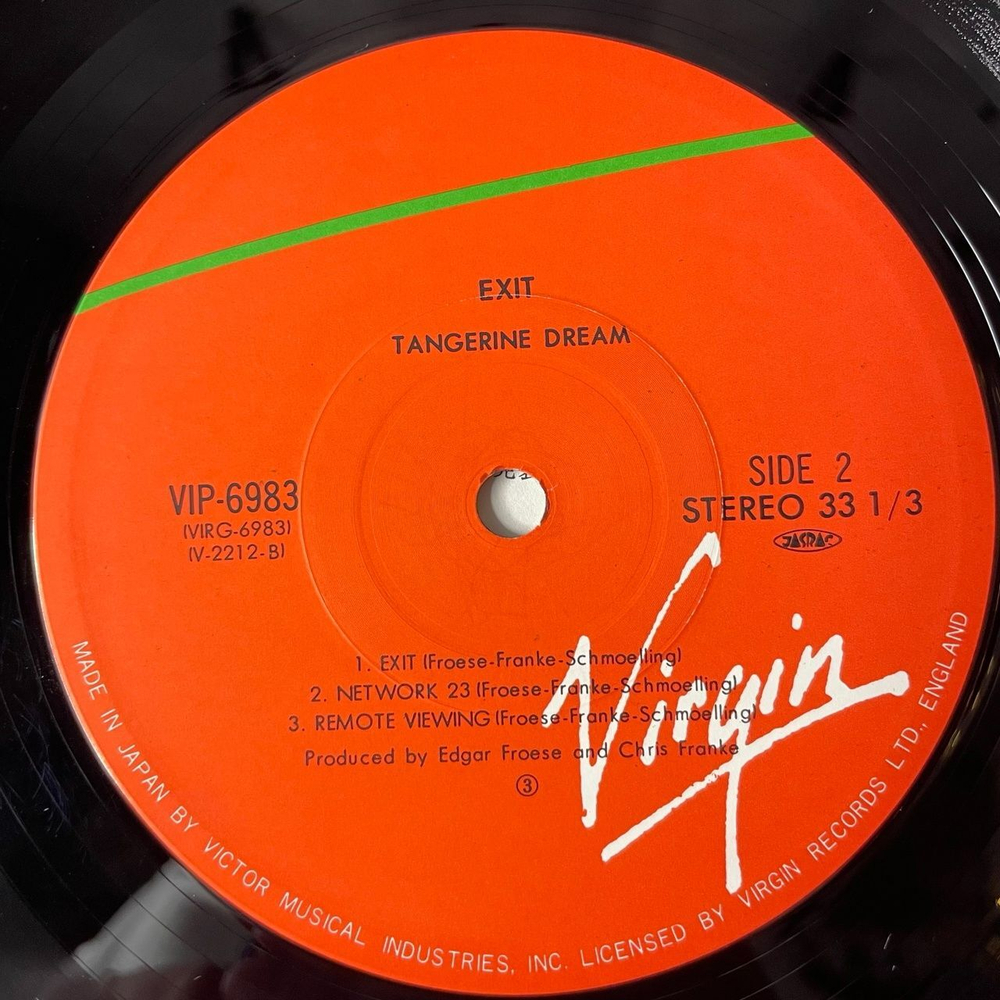 EXIT
TANGERINE DREAM
VIP-6983
(VIRG-6983)
(V-2212-B)
SIDE 2
STEREO 33 1/3
JASRAC
1. EXIT (Froese-Franke-Schmoelling)
2. NETWORK 23 (Froese-Franke-Schmoelling)
3. REMOTE VIEWING (Froese-Franke-Schmoelling)
Produced by Edgar Froese and Chris Franke
③
Virgin
MADE IN JAPAN BY VICTOR MUSICAL INDUSTRIES, INC. LICENSED BY VIRGIN RECORDS LTD., ENGLAND